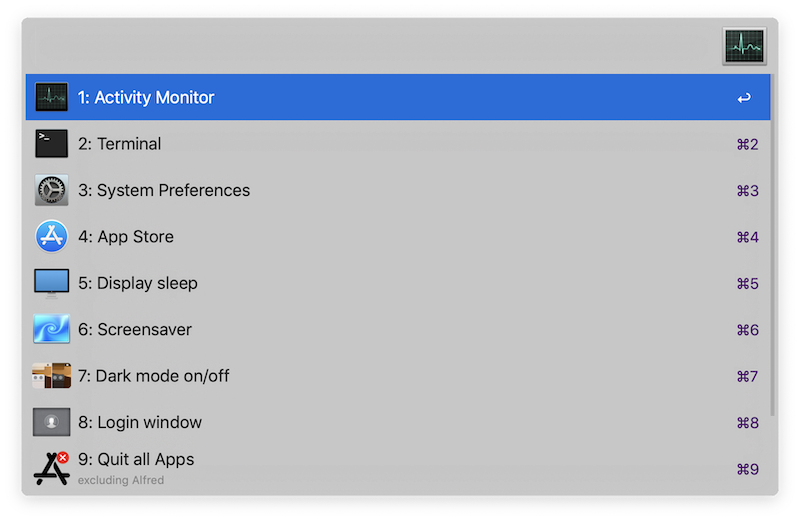 1: Activity Monitor ↩
2: Terminal ⌘2
3: System Preferences ⌘3
4: App Store ⌘4
5: Display sleep ⌘5
6: Screensaver ⌘6
7: Dark mode on/off ⌘7
8: Login window ⌘8
9: Quit all Apps ⌘9
excluding Alfred